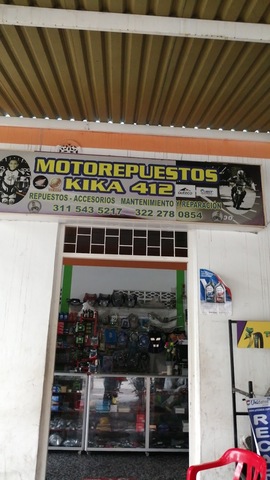 MOTOREPUESTOS
KIKA 412
REPUESTOS - ACCESORIOS MANTENIMIENTO Y REPARACIÓN
311 543 5217 322 278 0854